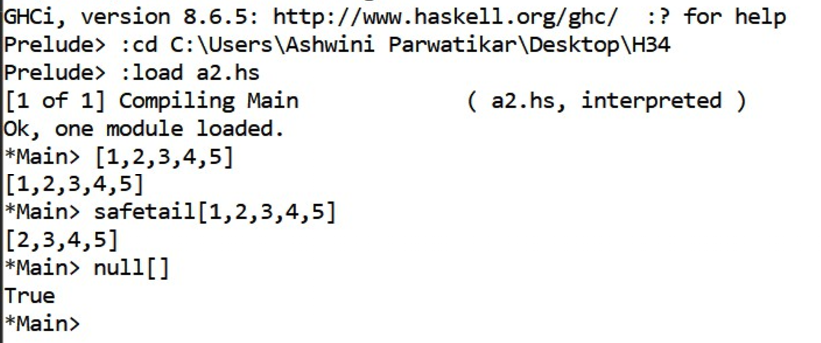 GHCi, version 8.6.5: http://www.haskell.org/ghc/  :? for help
Prelude> :cd C:\Users\Ashwini Parwatikar\Desktop\H34
Prelude> :load a2.hs
[1 of 1] Compiling Main             ( a2.hs, interpreted )
Ok, one module loaded.
*Main> [1,2,3,4,5]
[1,2,3,4,5]
*Main> safetail[1,2,3,4,5]
[2,3,4,5]
*Main> null[]
True
*Main>